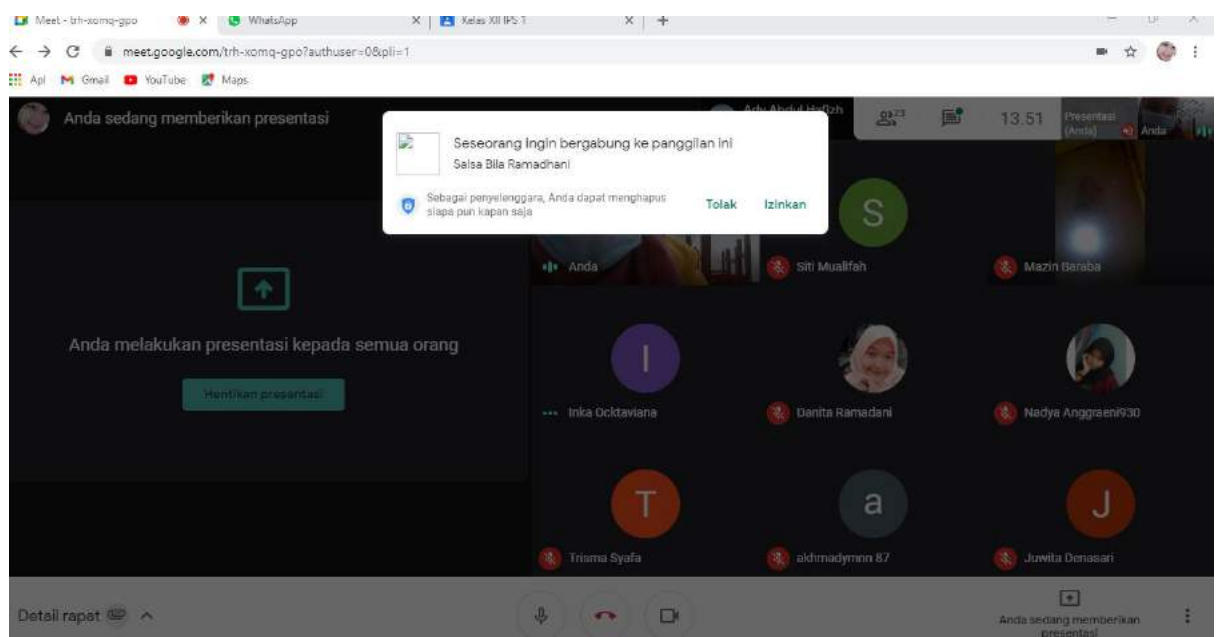 Meet - trh-xomq-gpo
WhatsApp
Kelas XII IPS 1
meet.google.com/trh-xomq-gpo?authuser=0&pli=1
Apl Gmail YouTube Maps
Anda sedang memberikan presentasi
Ady Abdul Hafizh
23
13.51
Presentasi
(Anda)
Anda
Seseorang ingin bergabung ke panggilan ini
Salsa Bila Ramadhani
Sebagai penyelenggara, Anda dapat menghapus
siapa pun kapan saja
Tolak Izinkan
S
Anda
Siti Mualifah
Mazin Baraba
Anda melakukan presentasi kepada semua orang
Hentikan presentasi
I
Inka Ocktaviana
Danita Ramadani
Nadya Anggraeni930
T
a
J
Trisma Syafa
akhmadymnn 87
Juwita Denasari
Detail rapat
Anda sedang memberikan
presentasi